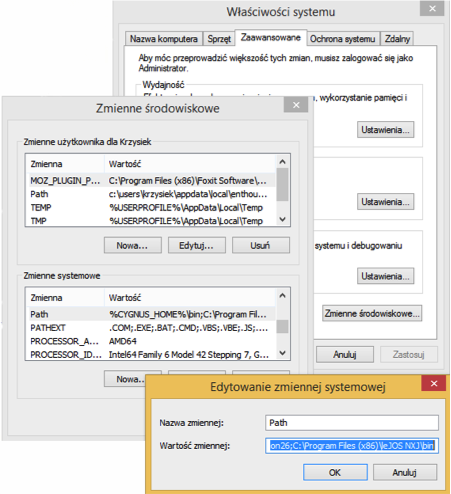 Właściwości systemu
Nazwa komputera Sprzęt Zaawansowane Ochrona systemu Zdalny
Aby móc przeprowadzić większość tych zmian, musisz zalogować się jako
Administrator.
Wydajność
wykorzystanie pamięci i
Ustawienia...
Ustawienia...
systemu i debugowaniu
Ustawienia...
Zmienne środowiskowe...
Anuluj Zastosuj
Zmienne środowiskowe
Zmienne użytkownika dla Krzysiek
Zmienna Wartość
MOZ_PLUGIN_P... C:\Program Files (x86)\Foxit Software\...
Path c:\users\krzysiek\appdata\local\enthou...
TEMP %USERPROFILE%\AppData\Local\Temp
TMP %USERPROFILE%\AppData\Local\Temp
Nowa... Edytuj... Usuń
Zmienne systemowe
Zmienna Wartość
Path %CYGNUS_HOME%\bin;C:\Program Fil...
PATHEXT .COM;.EXE;.BAT;.CMD;.VBS;.VBE;.JS;....
PROCESSOR_A... AMD64
PROCESSOR_ID... Intel64 Family 6 Model 42 Stepping 7, G...
Nowa...
Edytowanie zmiennej systemowej
Nazwa zmiennej: Path
Wartość zmiennej: on26;C:\Program Files (x86)\leJOS NXJ\bin
OK Anuluj